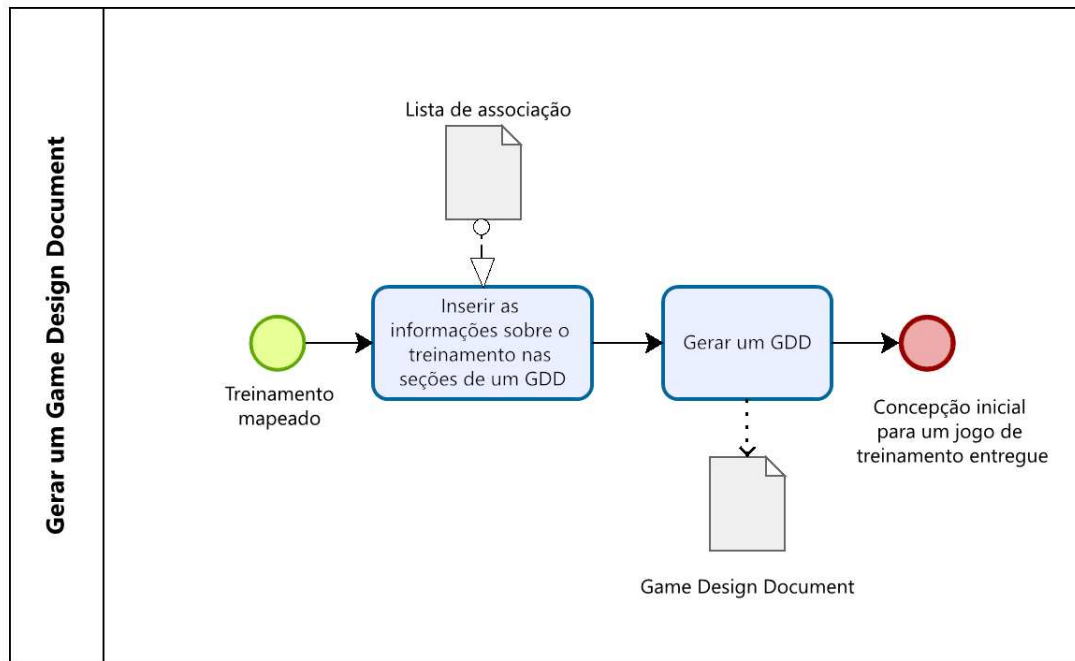 Gerar um Game Design Document
Lista de associação
Treinamento
mapeado
Inserir as
informações sobre o
treinamento nas
seções de um GDD
Gerar um GDD
Concepção inicial
para um jogo de
treinamento entregue
Game Design Document